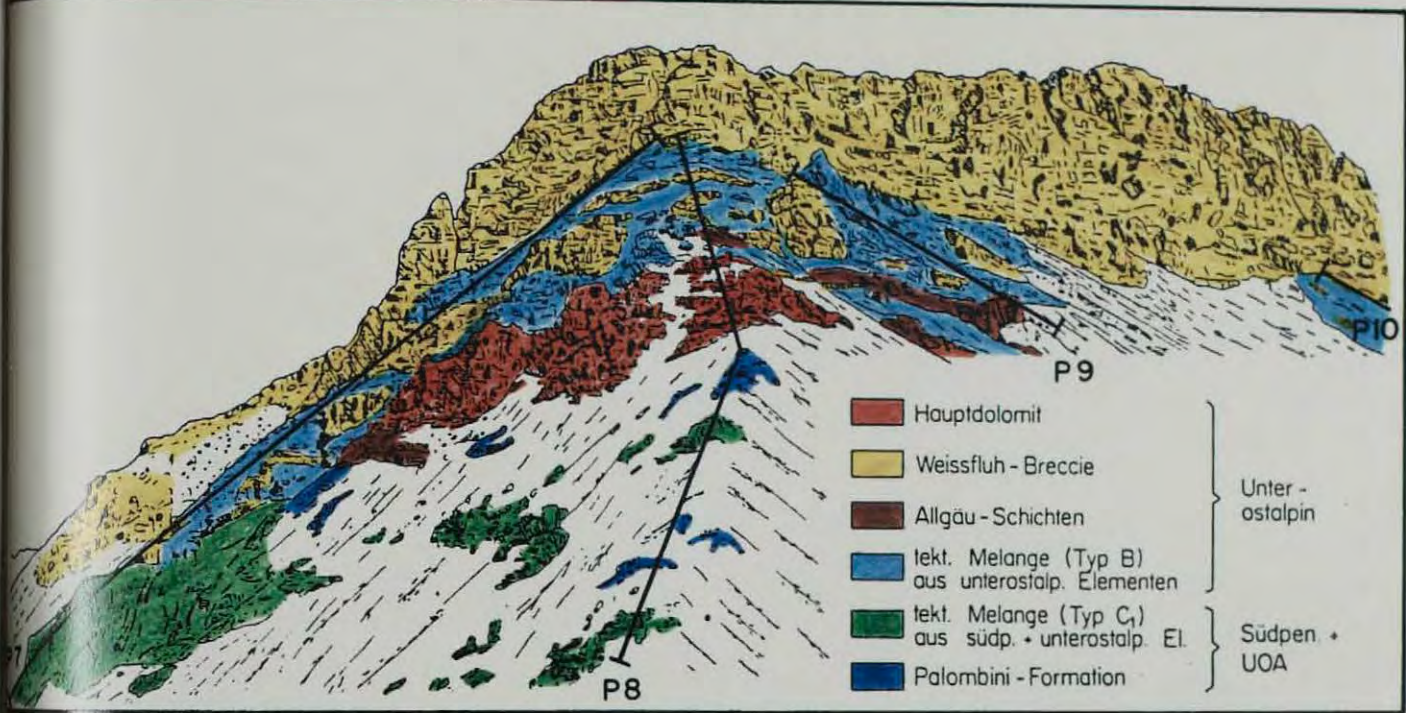 P10
P9
Hauptdolomit
Weissfluh - Breccie
Allgäu - Schichten
tekt. Melange (Typ B)
aus unterostalp. Elementen
Unter -
ostalpin
tekt. Melange (Typ C1)
aus südp. + unterostalp. El.
Palombini - Formation
Südpen. +
UOA
7
P8